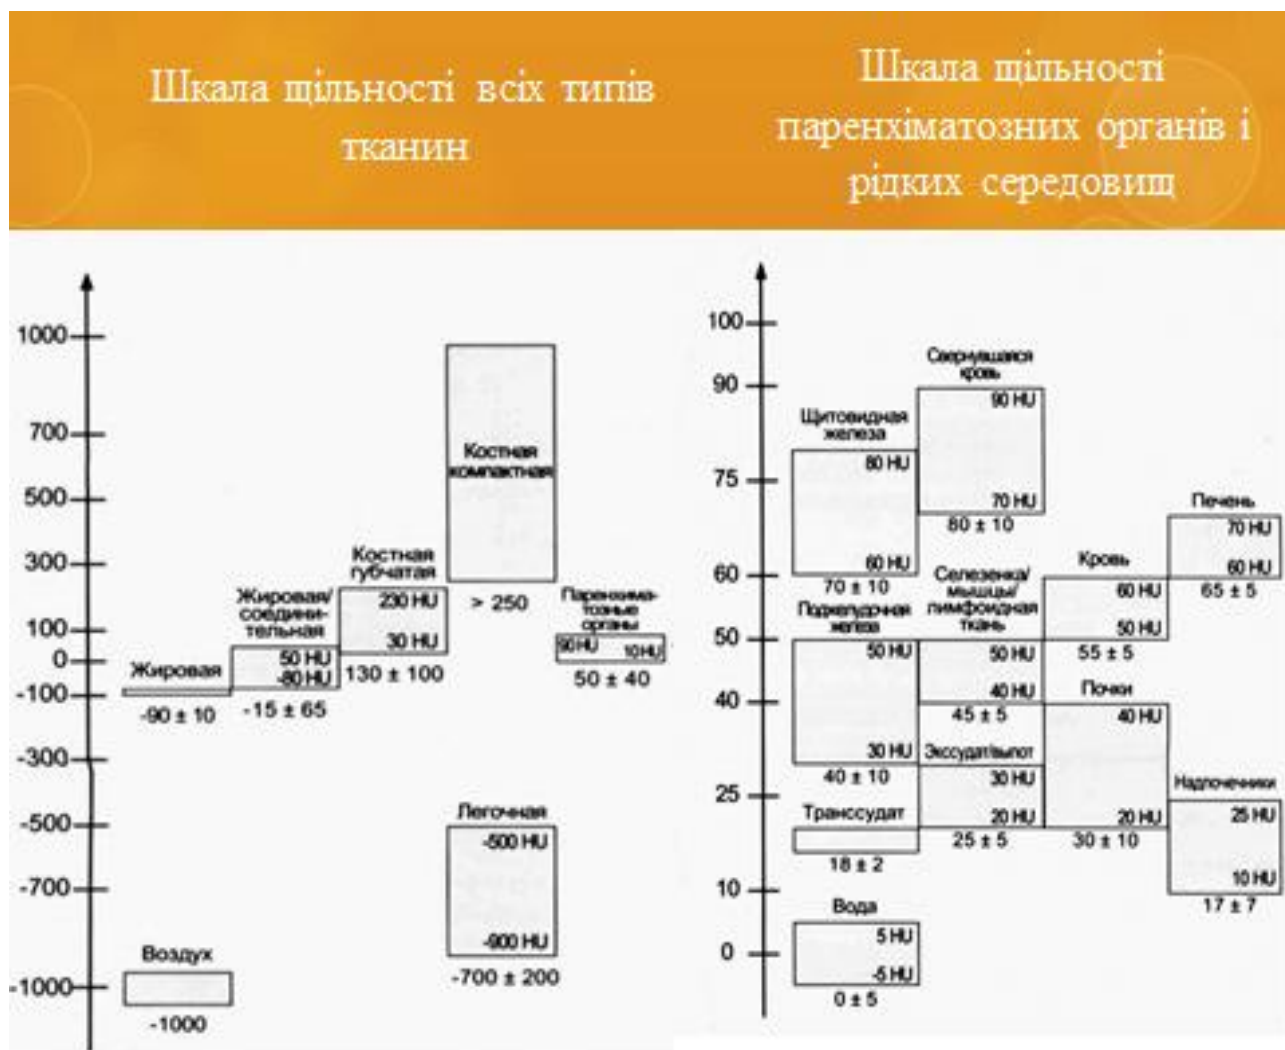 Шкала щільності всіх типів
тканин
Шкала щільності
паренхіматозних органів і
рідких середовищ
1000
700
500
300
100
0
-100
-300
-500
-700
-1000
Жировая
-90 ± 10
Жировая/
соедини-
тельная
50 HU
-80 HU
-15 ± 65
Костная
губчатая
230 HU
30 HU
130 ± 100
Костная
компактная
> 250
Паренхима-
тозные
органы
90 HU
10 HU
50 ± 40
Легочная
-500 HU
-900 HU
-700 ± 200
Воздух
-1000
100
90
75
60
50
40
25
10
0
Щитовидная
железа
80 HU
60 HU
70 ± 10
Свернувшаяся
кровь
90 HU
70 HU
80 ± 10
Печень
70 HU
60 HU
65 ± 5
Кровь
60 HU
50 HU
55 ± 5
Поджелудочная
железа
50 HU
30 HU
40 ± 10
Селезенка/
мышцы/
лимфоидная
ткань
50 HU
40 HU
45 ± 5
Почки
40 HU
20 HU
30 ± 10
Экссудат/выпот
30 HU
20 HU
25 ± 5
Надпочечники
25 HU
10 HU
17 ± 7
Транссудат
18 ± 2
Вода
5 HU
-5 HU
0 ± 5